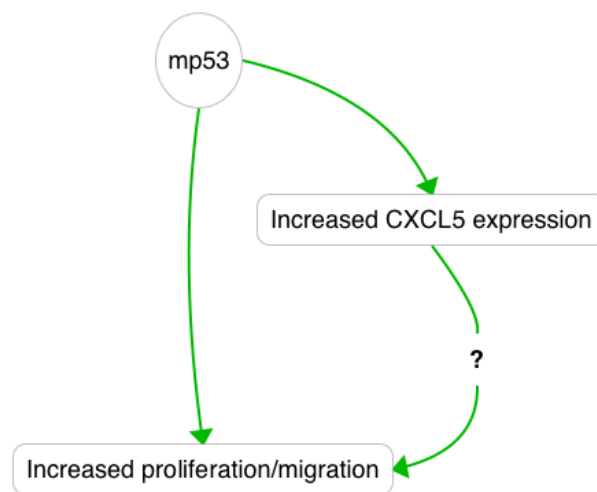 mp53
Increased CXCL5 expression
?
Increased proliferation/migration